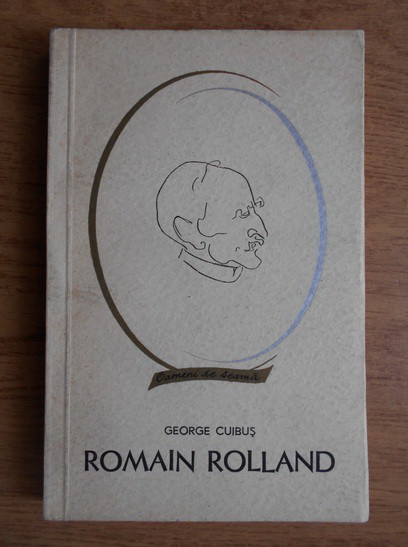 Oameni de seamă
GEORGE CUIBUŞ
ROMAIN ROLLAND